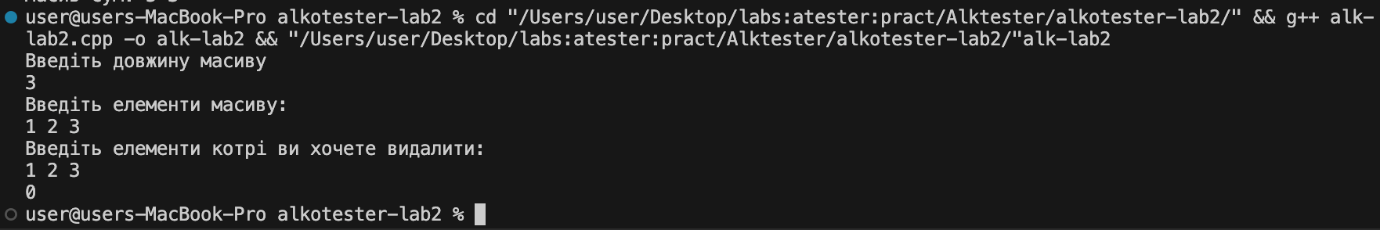 user@users-MacBook-Pro alkotester-lab2 % cd "/Users/user/Desktop/labs:atester:pract/Alktester/alkotester-lab2/" && g++ alk-
lab2.cpp -o alk-lab2 && "/Users/user/Desktop/labs:atester:pract/Alktester/alkotester-lab2/"alk-lab2
Введіть довжину масиву
3
Введіть елементи масиву:
1 2 3
Введіть елементи котрі ви хочете видалити:
1 2 3
0
user@users-MacBook-Pro alkotester-lab2 %